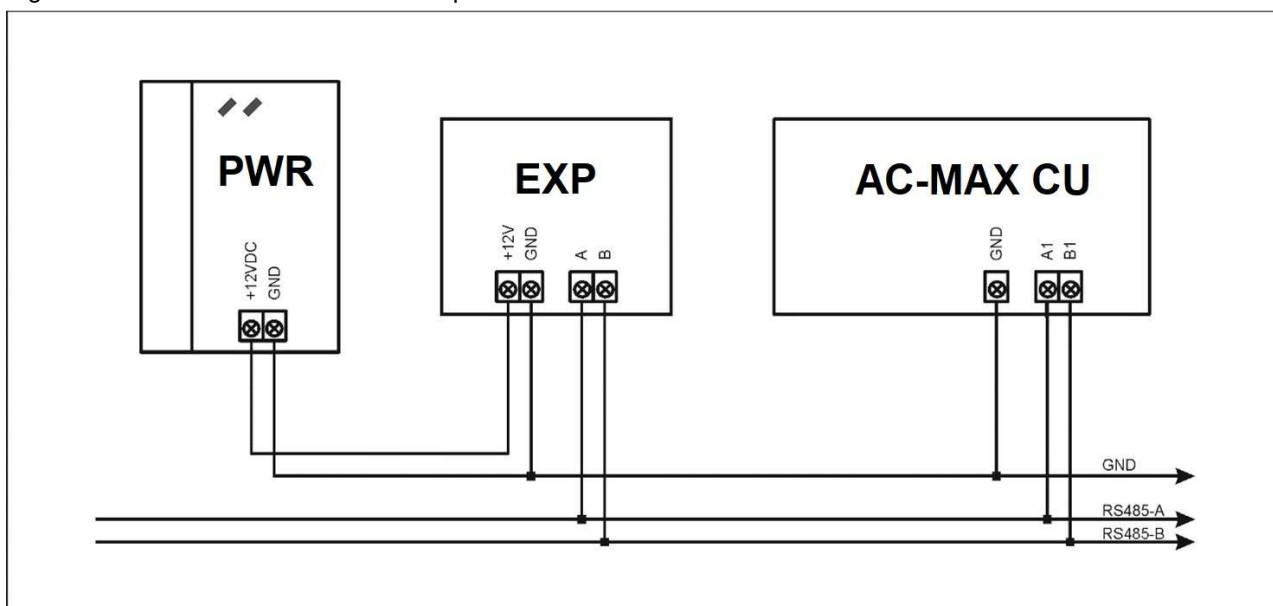 PWR
+12VDC
GND
EXP
+12V
GND
A
B
AC-MAX CU
GND
A1
B1
GND
RS485-A
RS485-B